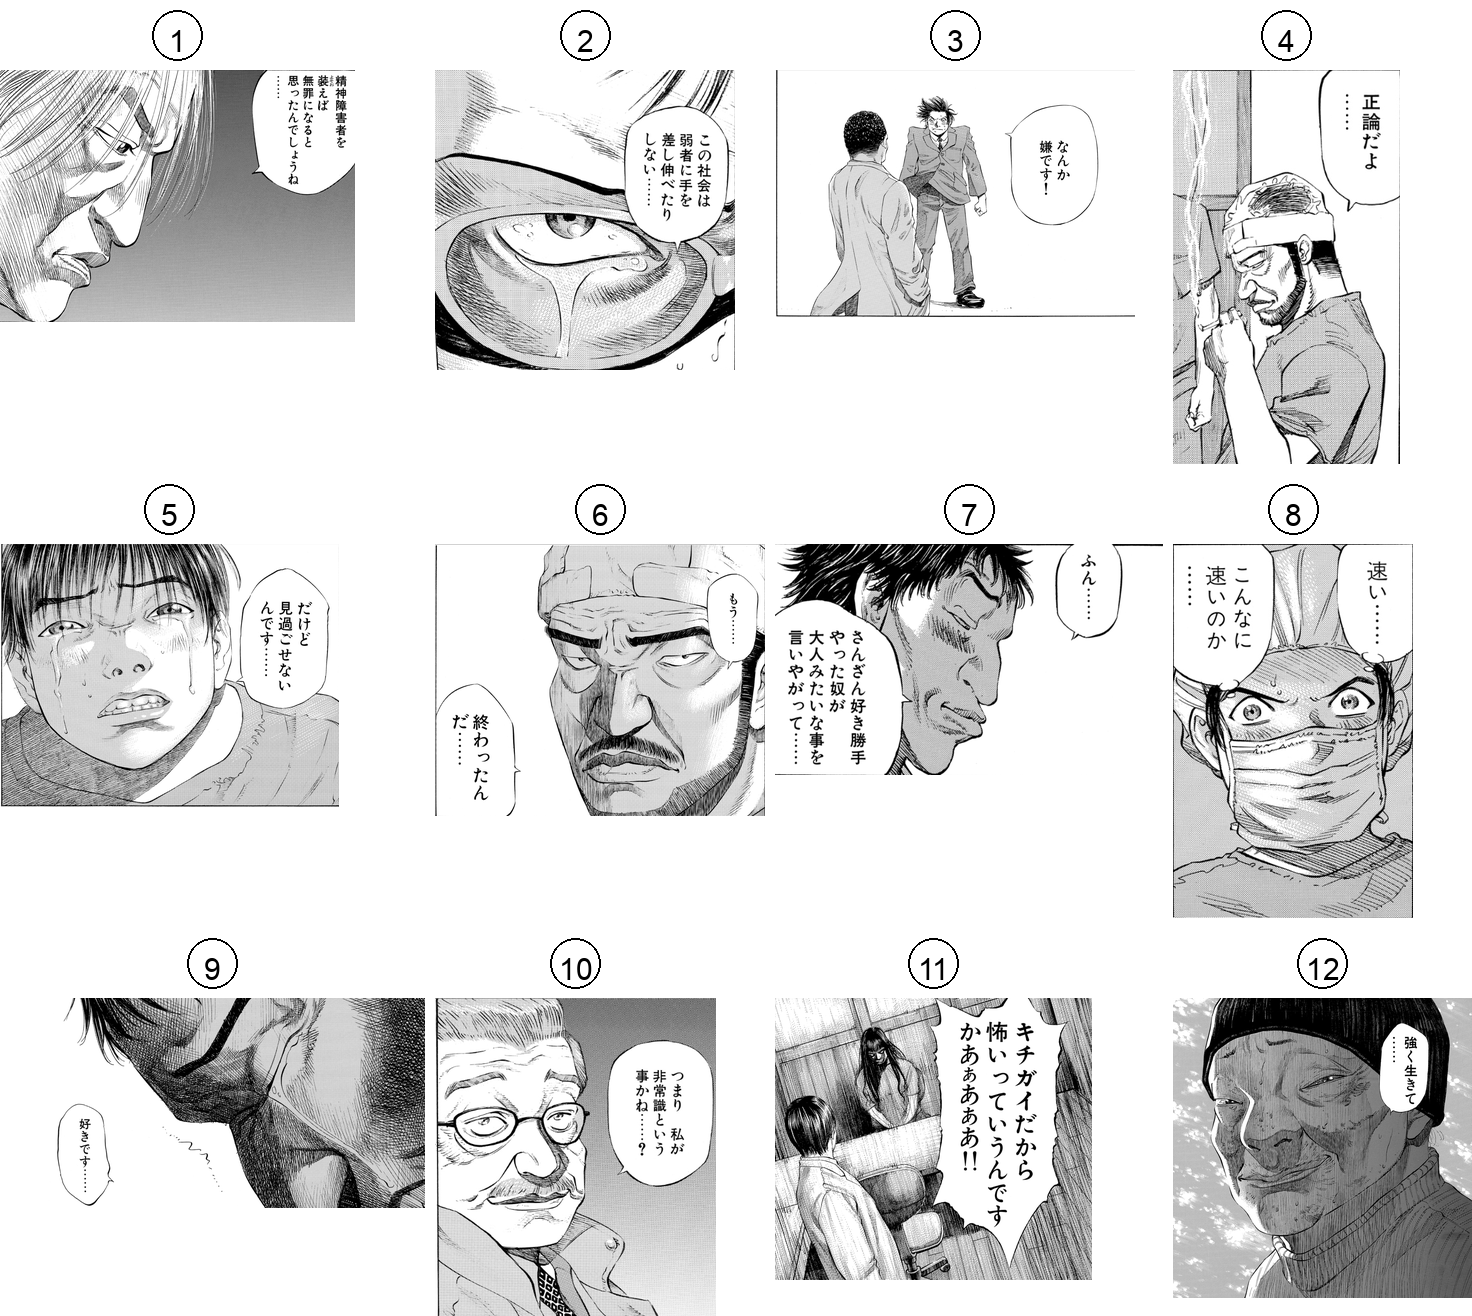 1
精神障害者を
装えば
無罪になると
思ったんでしょうね
……
2
この社会は
弱者に手を
差し伸べたり
しない……
3
なんか
嫌です！
4
正論だよ
……
5
だけど
見過ごせない
んです……
6
もう……
終わったん
だ……
7
ふん……
さんざん好き勝手
やった奴が
大人みたいな事を
言いやがって……
8
速い……
こんなに
速いのか
……
9
好きです……
10
つまり　私が
非常識という
事かね……？
11
キチガイだから
怖いっていうんです
かあぁあぁあ！！
12
強く生きて
……